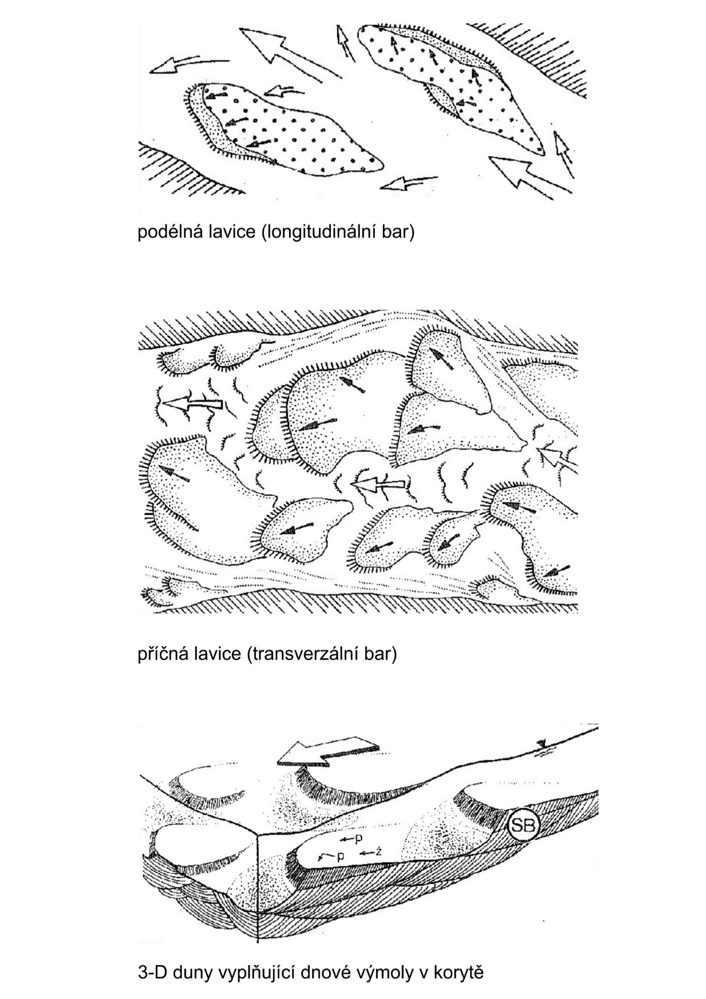 podélná lavice (longitudinální bar)
příčná lavice (transverzální bar)
SB
p
p
ż
3-D duny vyplňující dnové výmoly v korytě